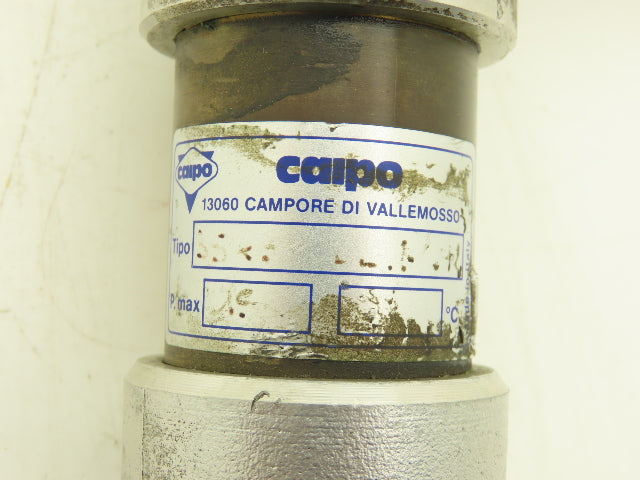 caipo
caipo
13060 CAMPORE DI VALLEMOSSO
Tipo
P. max
°C